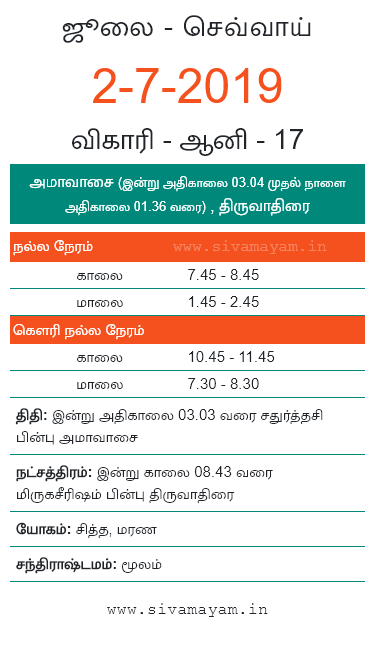 ஜூலை - செவ்வாய்
2-7-2019
விகாரி - ஆனி - 17
அமாவாசை (இன்று அதிகாலை 03.04 முதல் நாளை
அதிகாலை 01.36 வரை) , திருவாதிரை
நல்ல நேரம் www.sivamayam.in
காலை 7.45 - 8.45
மாலை 1.45 - 2.45
கௌரி நல்ல நேரம்
காலை 10.45 - 11.45
மாலை 7.30 - 8.30
திதி: இன்று அதிகாலை 03.03 வரை சதுர்த்தசி
பின்பு அமாவாசை
நட்சத்திரம்: இன்று காலை 08.43 வரை
மிருகசீரிஷம் பின்பு திருவாதிரை
யோகம்: சித்த, மரண
சந்திராஷ்டமம்: மூலம்
www.sivamayam.in